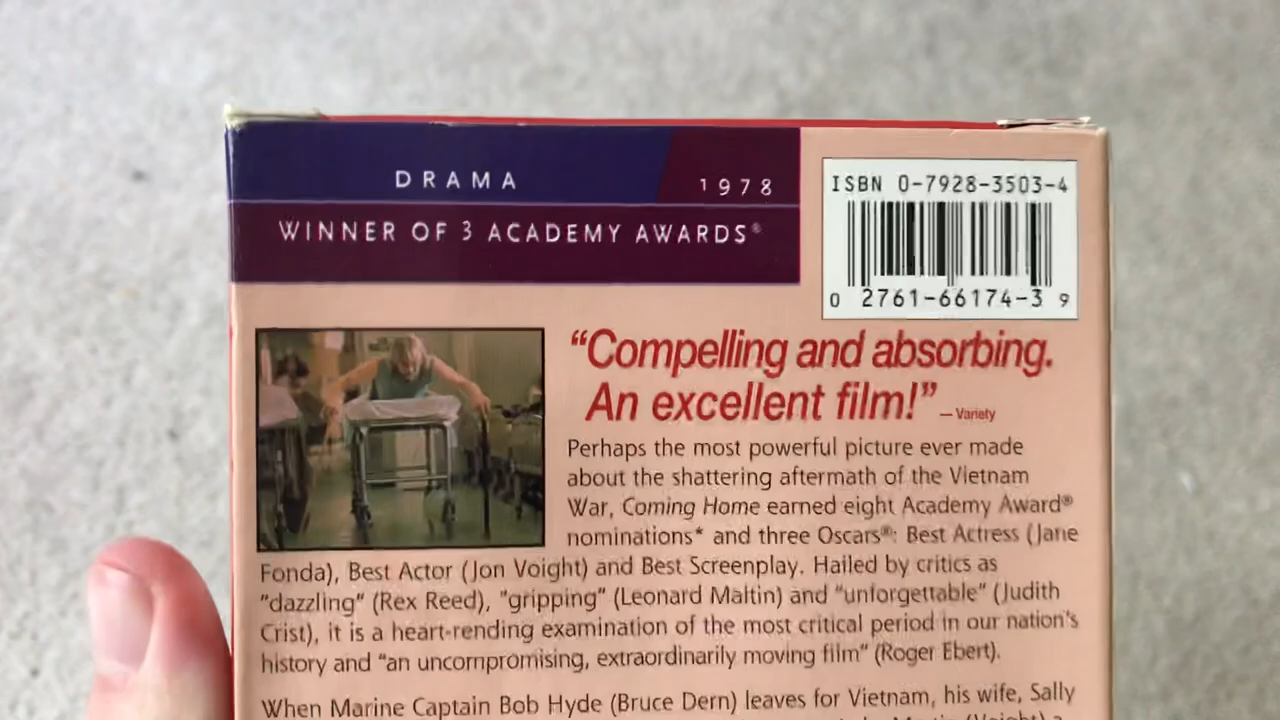 DRAMA
1978
WINNER OF 3 ACADEMY AWARDS®
ISBN 0-7928-3503-4
0 2761-66174-3 9
“Compelling and absorbing.
An excellent film!” — Variety
Perhaps the most powerful picture ever made
about the shattering aftermath of the Vietnam
War, Coming Home earned eight Academy Award®
nominations* and three Oscars®: Best Actress (Jane
Fonda), Best Actor (Jon Voight) and Best Screenplay. Hailed by critics as
"dazzling" (Rex Reed), "gripping" (Leonard Maltin) and "unforgettable" (Judith
Crist), it is a heart-rending examination of the most critical period in our nation's
history and "an uncompromising, extraordinarily moving film" (Roger Ebert).
When Marine Captain Bob Hyde (Bruce Dern) leaves for Vietnam, his wife, Sally
(Voight) a